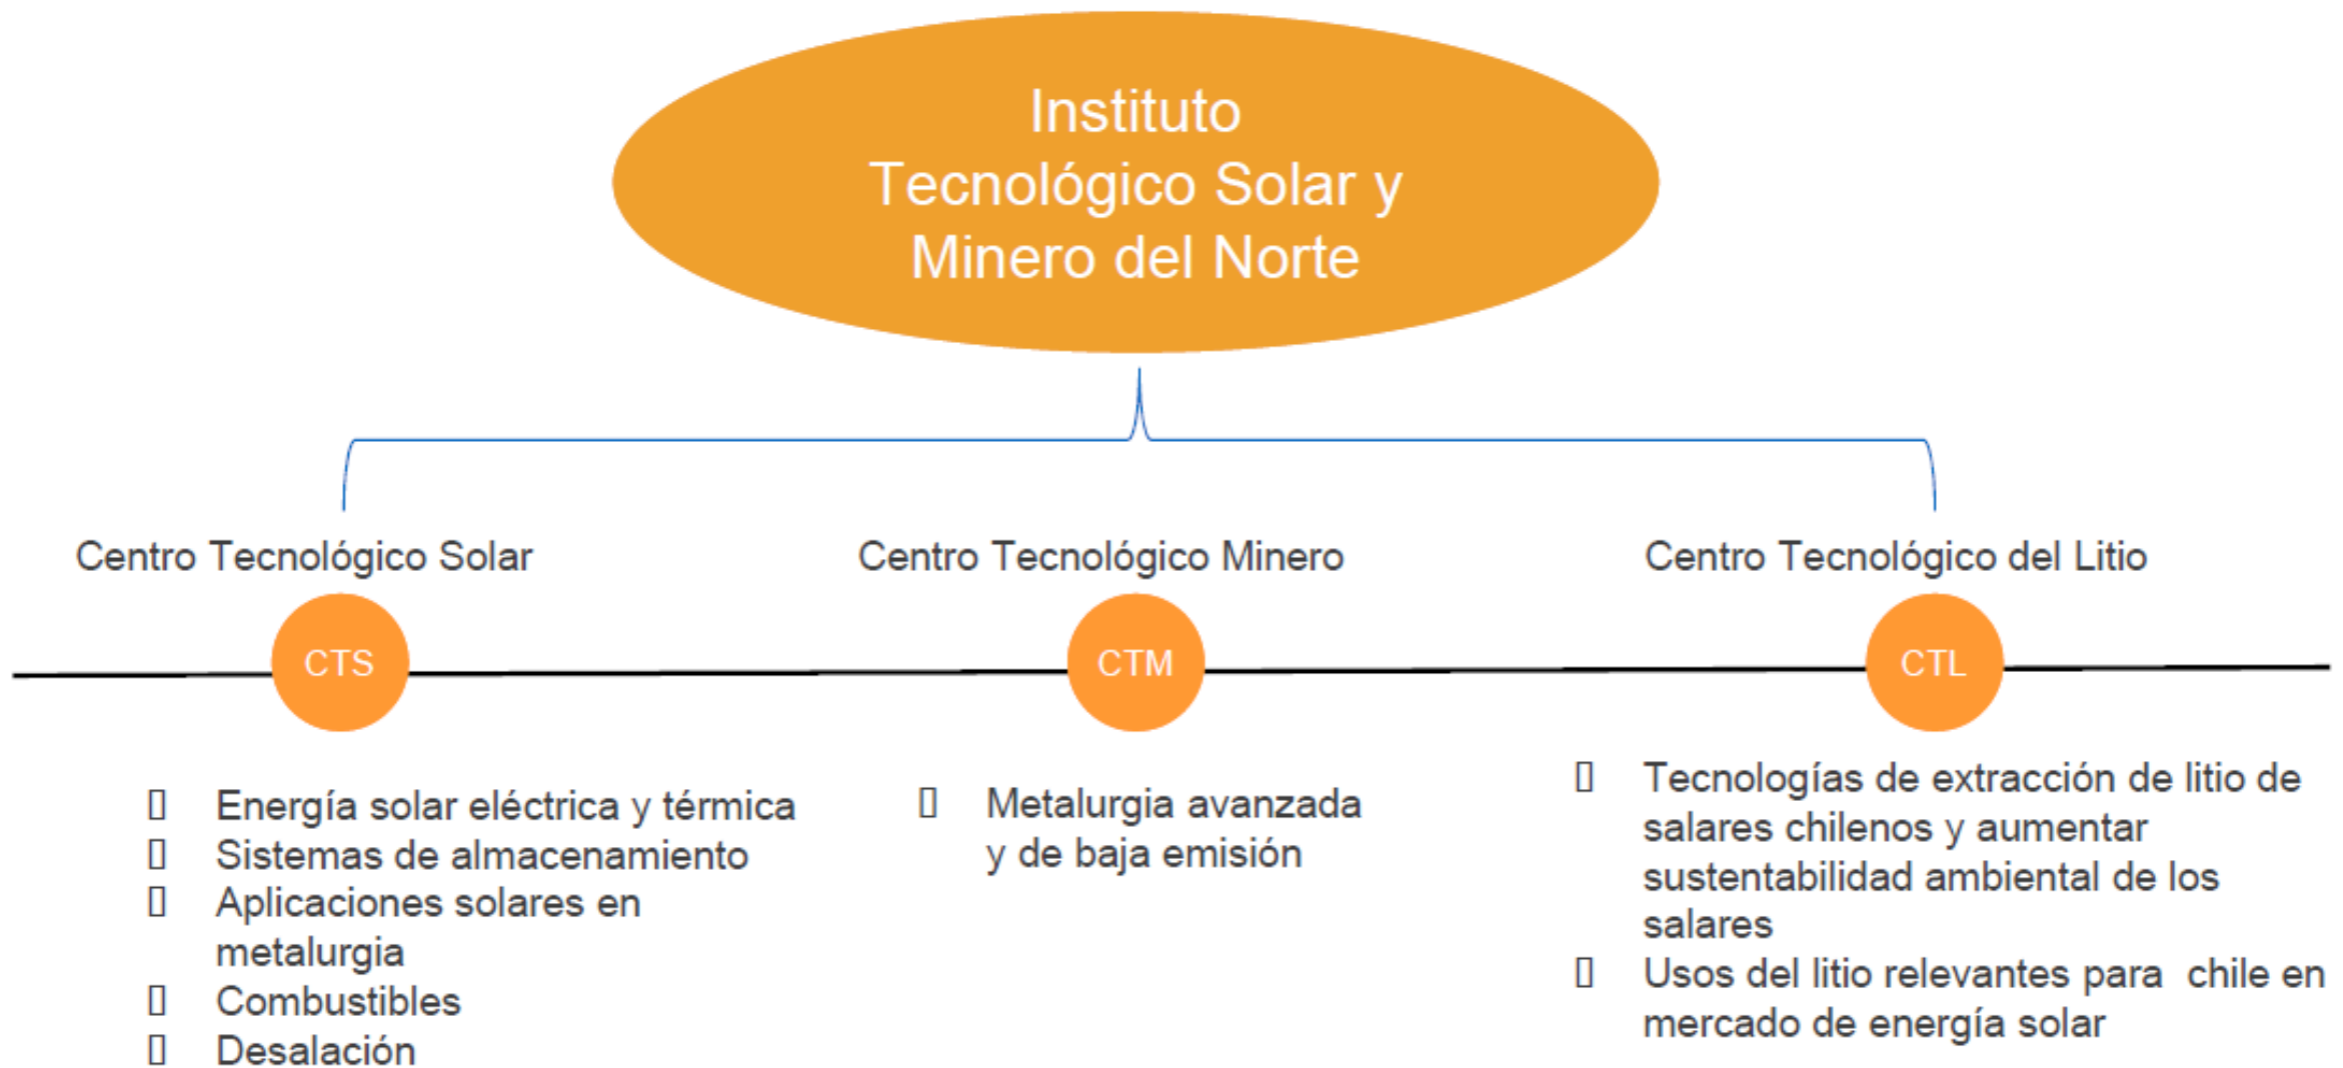 Instituto
Tecnológico Solar y
Minero del Norte
Centro Tecnológico Solar
Centro Tecnológico Minero
Centro Tecnológico del Litio
CTS
CTM
CTL
Energía solar eléctrica y térmica
Sistemas de almacenamiento
Aplicaciones solares en
metalurgia
Combustibles
Desalación
Metalurgia avanzada
y de baja emisión
Tecnologías de extracción de litio de
salares chilenos y aumentar
sustentabilidad ambiental de los
salares
Usos del litio relevantes para  chile en
mercado de energía solar